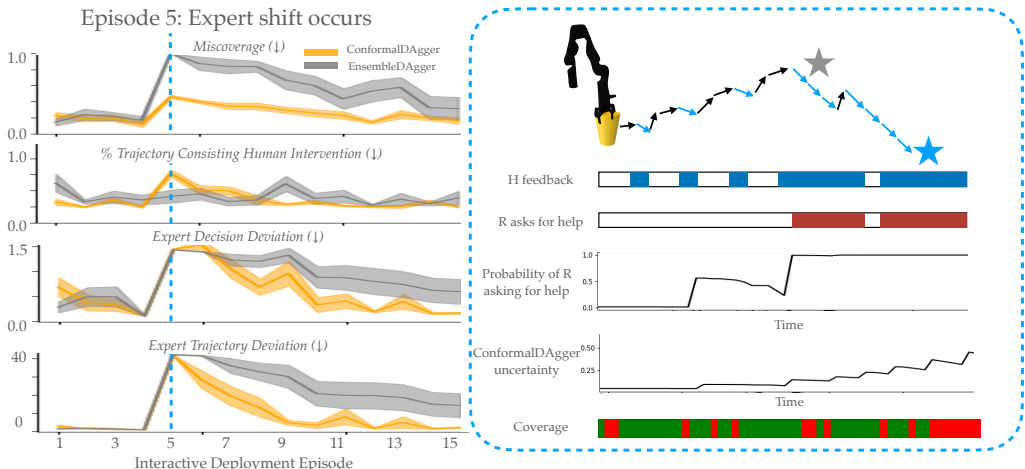 Episode 5: Expert shift occurs
Miscoverage (↓)
ConformalDAgger
EnsembleDAgger
1.0
0.0
% Trajectory Consisting Human Intervention (↓)
1.0
0.0
Expert Decision Deviation (↓)
1.5
0.0
Expert Trajectory Deviation (↓)
40
0
1 3 5 7 9 11 13 15
Interactive Deployment Episode
H feedback
R asks for help
Probability of R
asking for help
1.0
0.5
0.0
Time
ConformalDAgger
uncertainty
0.50
0.25
Time
Coverage